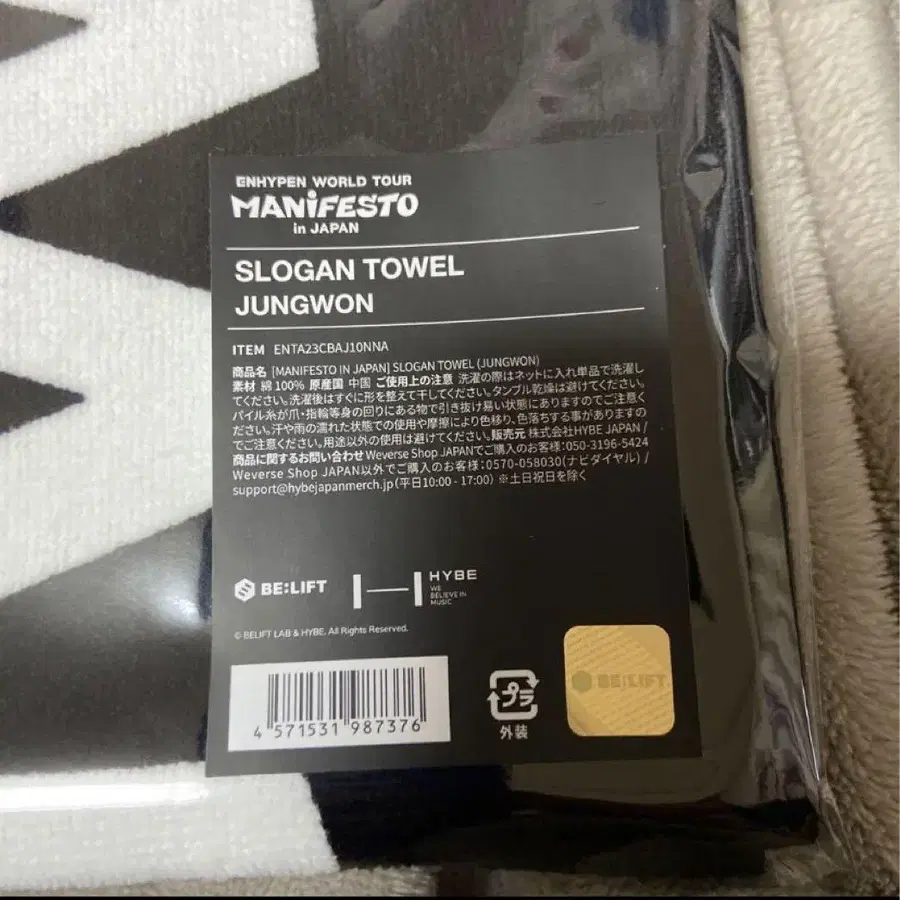 ENHYPEN WORLD TOUR
MANiFESTO
in JAPAN
SLOGAN TOWEL
JUNGWON
ITEM ENTA23CBAJ10NNA
商品名 [MANIFESTO IN JAPAN] SLOGAN TOWEL (JUNGWON)
素材 綿 100% 原産国 中国 ご使用上の注意 洗濯の際はネットに入れ単品で洗濯し
てください。洗濯後はすぐに形を整えて干してください。タンブル乾燥は避けてください。
パイル糸が爪・指輪等身の回りにある物で引き抜け易い状態にありますのでご注意く
ださい。汗や雨の濡れた状態での使用や摩擦により色移り、色落ちする事がありますの
でご注意ください。用途以外の使用は避けてください。販売元 株式会社HYBE JAPAN /
商品に関するお問い合わせ Weverse Shop JAPANでご購入のお客様:050-3196-5424
/ Weverse Shop JAPAN以外でご購入のお客様:0570-058030(ナビダイヤル) /
support@hybejapanmerch.jp (平日10:00 - 17:00) ※土日祝日を除く
BE:LIFT
HYBE
WE
BELIEVE IN
MUSIC
© BELIFT LAB & HYBE. All Rights Reserved.
4 571531 987376
プラ
外装
BE:LIFT